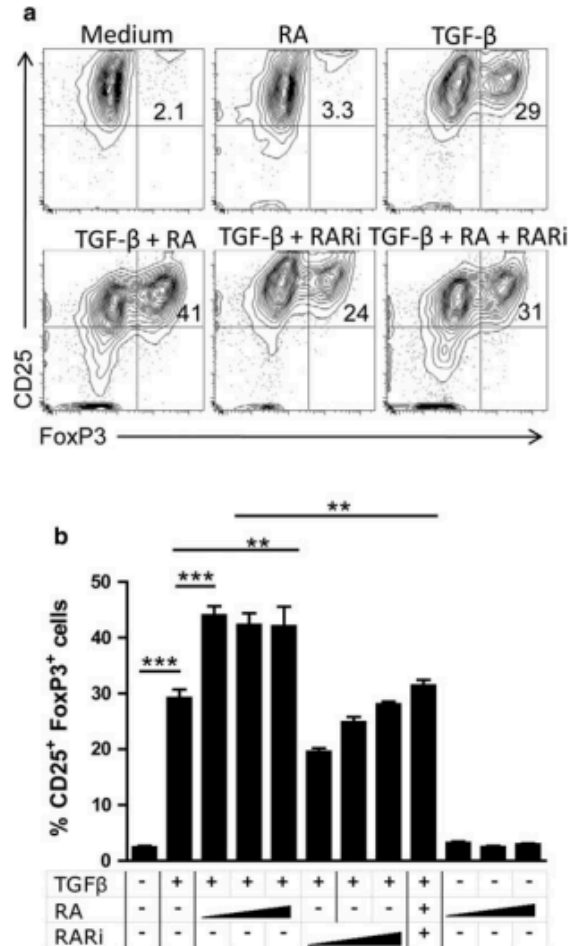 a
Medium RA TGF-β
2.1 3.3 29
TGF-β + RA TGF-β + RARi TGF-β + RA + RARi
41 24 31
CD25
FoxP3
b
**
**
***
***
% CD25+ FoxP3+ cells
50
40
30
20
10
0
TGFβ - + + + + + + + + - - -
RA - - - - - +
RARi - - - - - + - - -